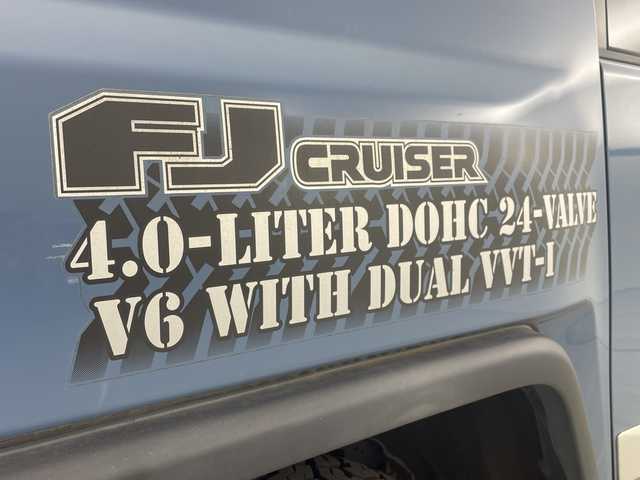 FJ CRUISER
4.0-LITER DOHC 24-VALVE
V6 WITH DUAL VVT-I